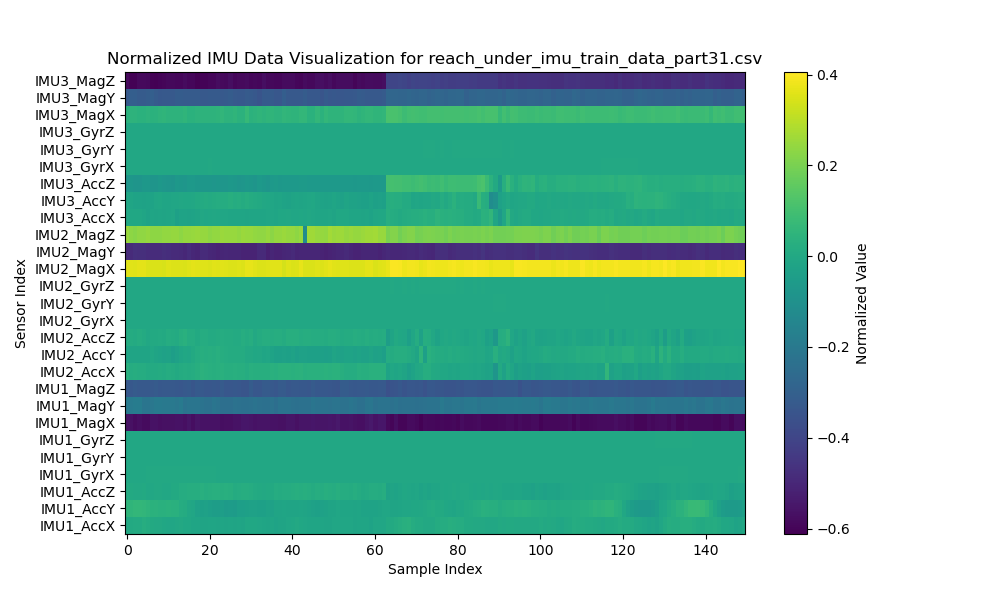 Normalized IMU Data Visualization for reach_under_imu_train_data_part31.csv
Sensor Index
IMU3_MagZ
IMU3_MagY
IMU3_MagX
IMU3_GyrZ
IMU3_GyrY
IMU3_GyrX
IMU3_AccZ
IMU3_AccY
IMU3_AccX
IMU2_MagZ
IMU2_MagY
IMU2_MagX
IMU2_GyrZ
IMU2_GyrY
IMU2_GyrX
IMU2_AccZ
IMU2_AccY
IMU2_AccX
IMU1_MagZ
IMU1_MagY
IMU1_MagX
IMU1_GyrZ
IMU1_GyrY
IMU1_GyrX
IMU1_AccZ
IMU1_AccY
IMU1_AccX
0 20 40 60 80 100 120 140
Sample Index
0.4
0.2
0.0
−0.2
−0.4
−0.6
Normalized Value